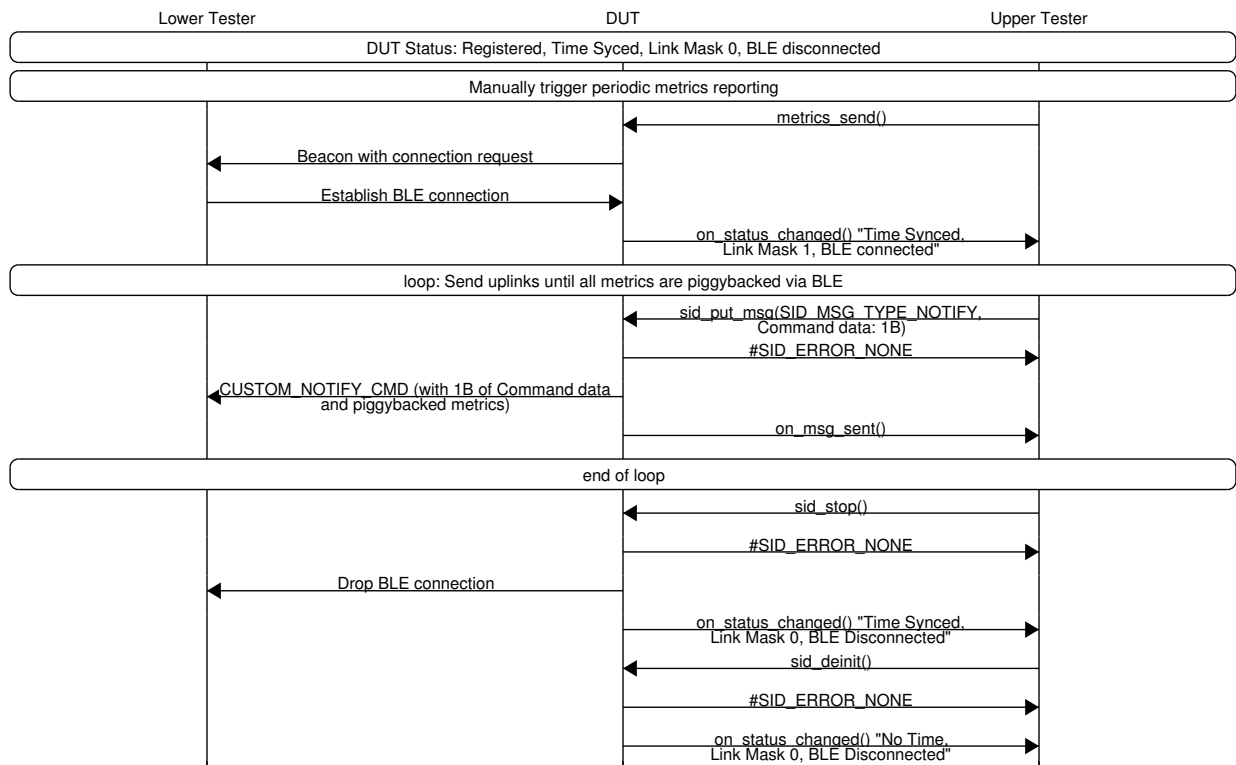 Lower Tester DUT Upper Tester
DUT Status: Registered, Time Syced, Link Mask 0, BLE disconnected
Manually trigger periodic metrics reporting
metrics_send()
Beacon with connection request
Establish BLE connection
on_status_changed() "Time Synced,
Link Mask 1, BLE connected"
loop: Send uplinks until all metrics are piggybacked via BLE
sid_put_msg(SID_MSG_TYPE_NOTIFY,
Command data: 1B)
#SID_ERROR_NONE
CUSTOM_NOTIFY_CMD (with 1B of Command data
and piggybacked metrics)
on_msg_sent()
end of loop
sid_stop()
#SID_ERROR_NONE
Drop BLE connection
on_status_changed() "Time Synced,
Link Mask 0, BLE Disconnected"
sid_deinit()
#SID_ERROR_NONE
on_status_changed() "No Time,
Link Mask 0, BLE Disconnected"